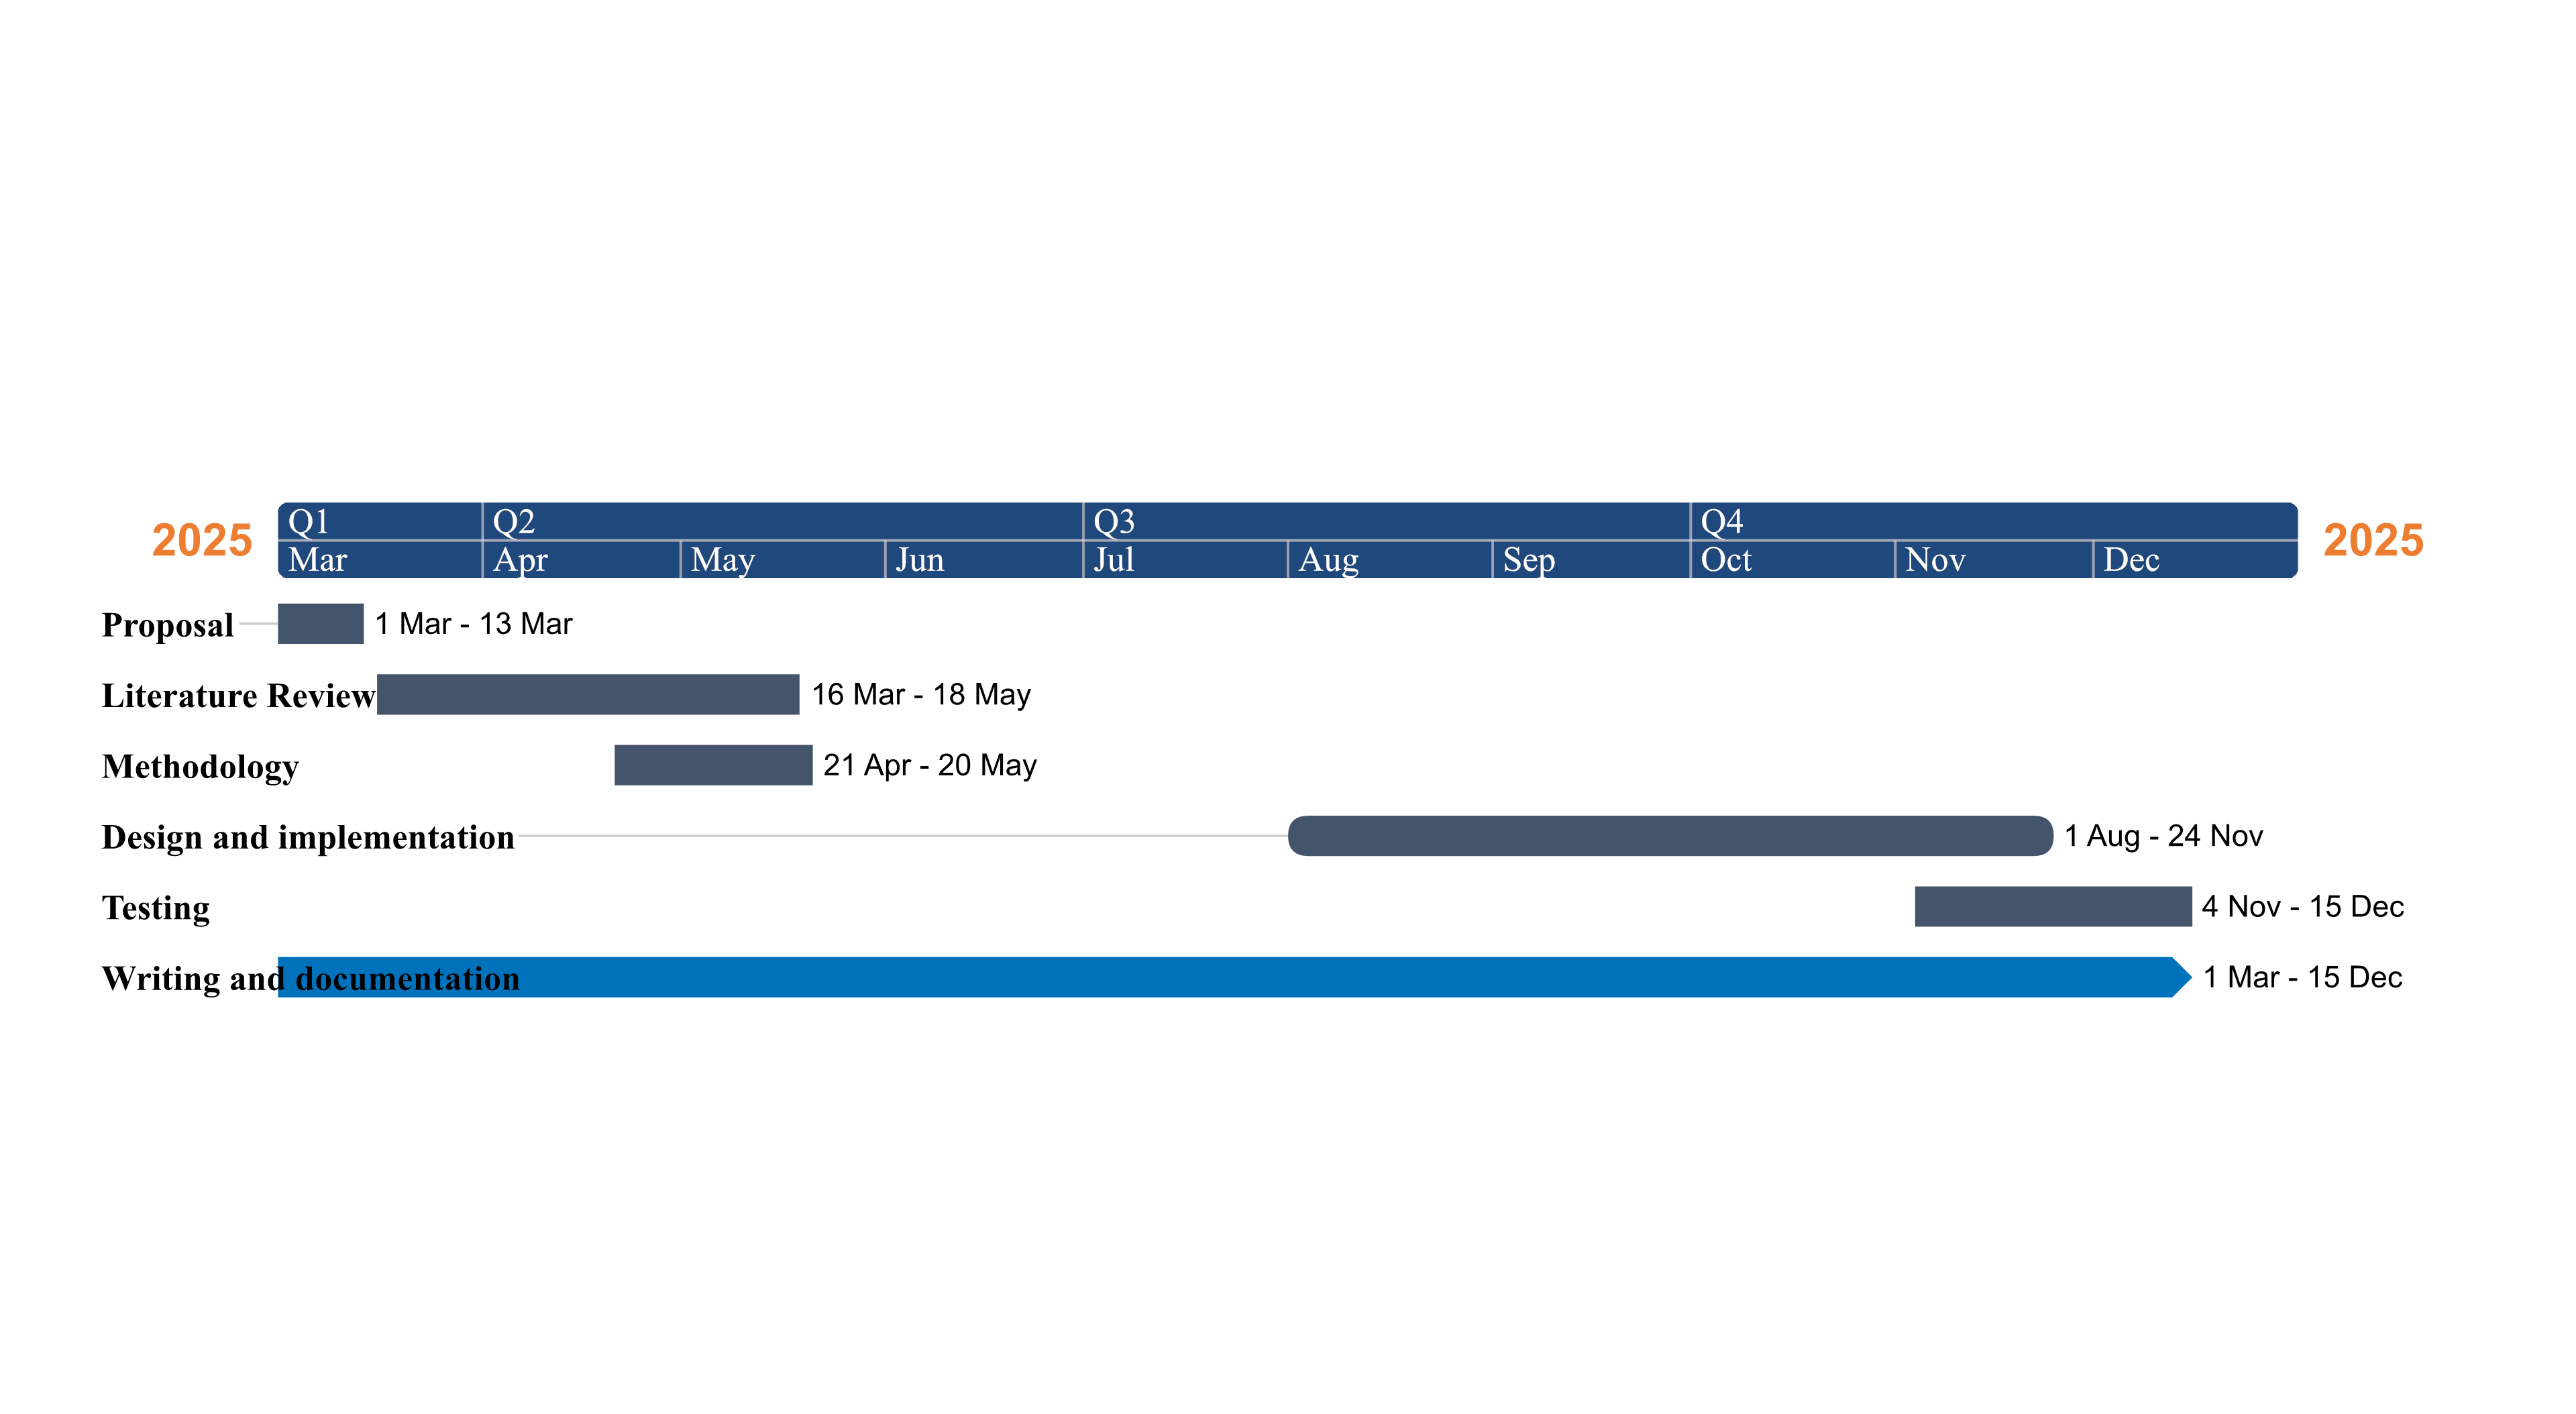 Q1 Q2 Q3 Q4
2025 2025
Mar Apr May Jun Jul Aug Sep Oct Nov Dec
Proposal 1 Mar - 13 Mar
Literature Review 16 Mar - 18 May
Methodology 21 Apr - 20 May
Design and implementation 1 Aug - 24 Nov
Testing 4 Nov - 15 Dec
Writing and documentation 1 Mar - 15 Dec